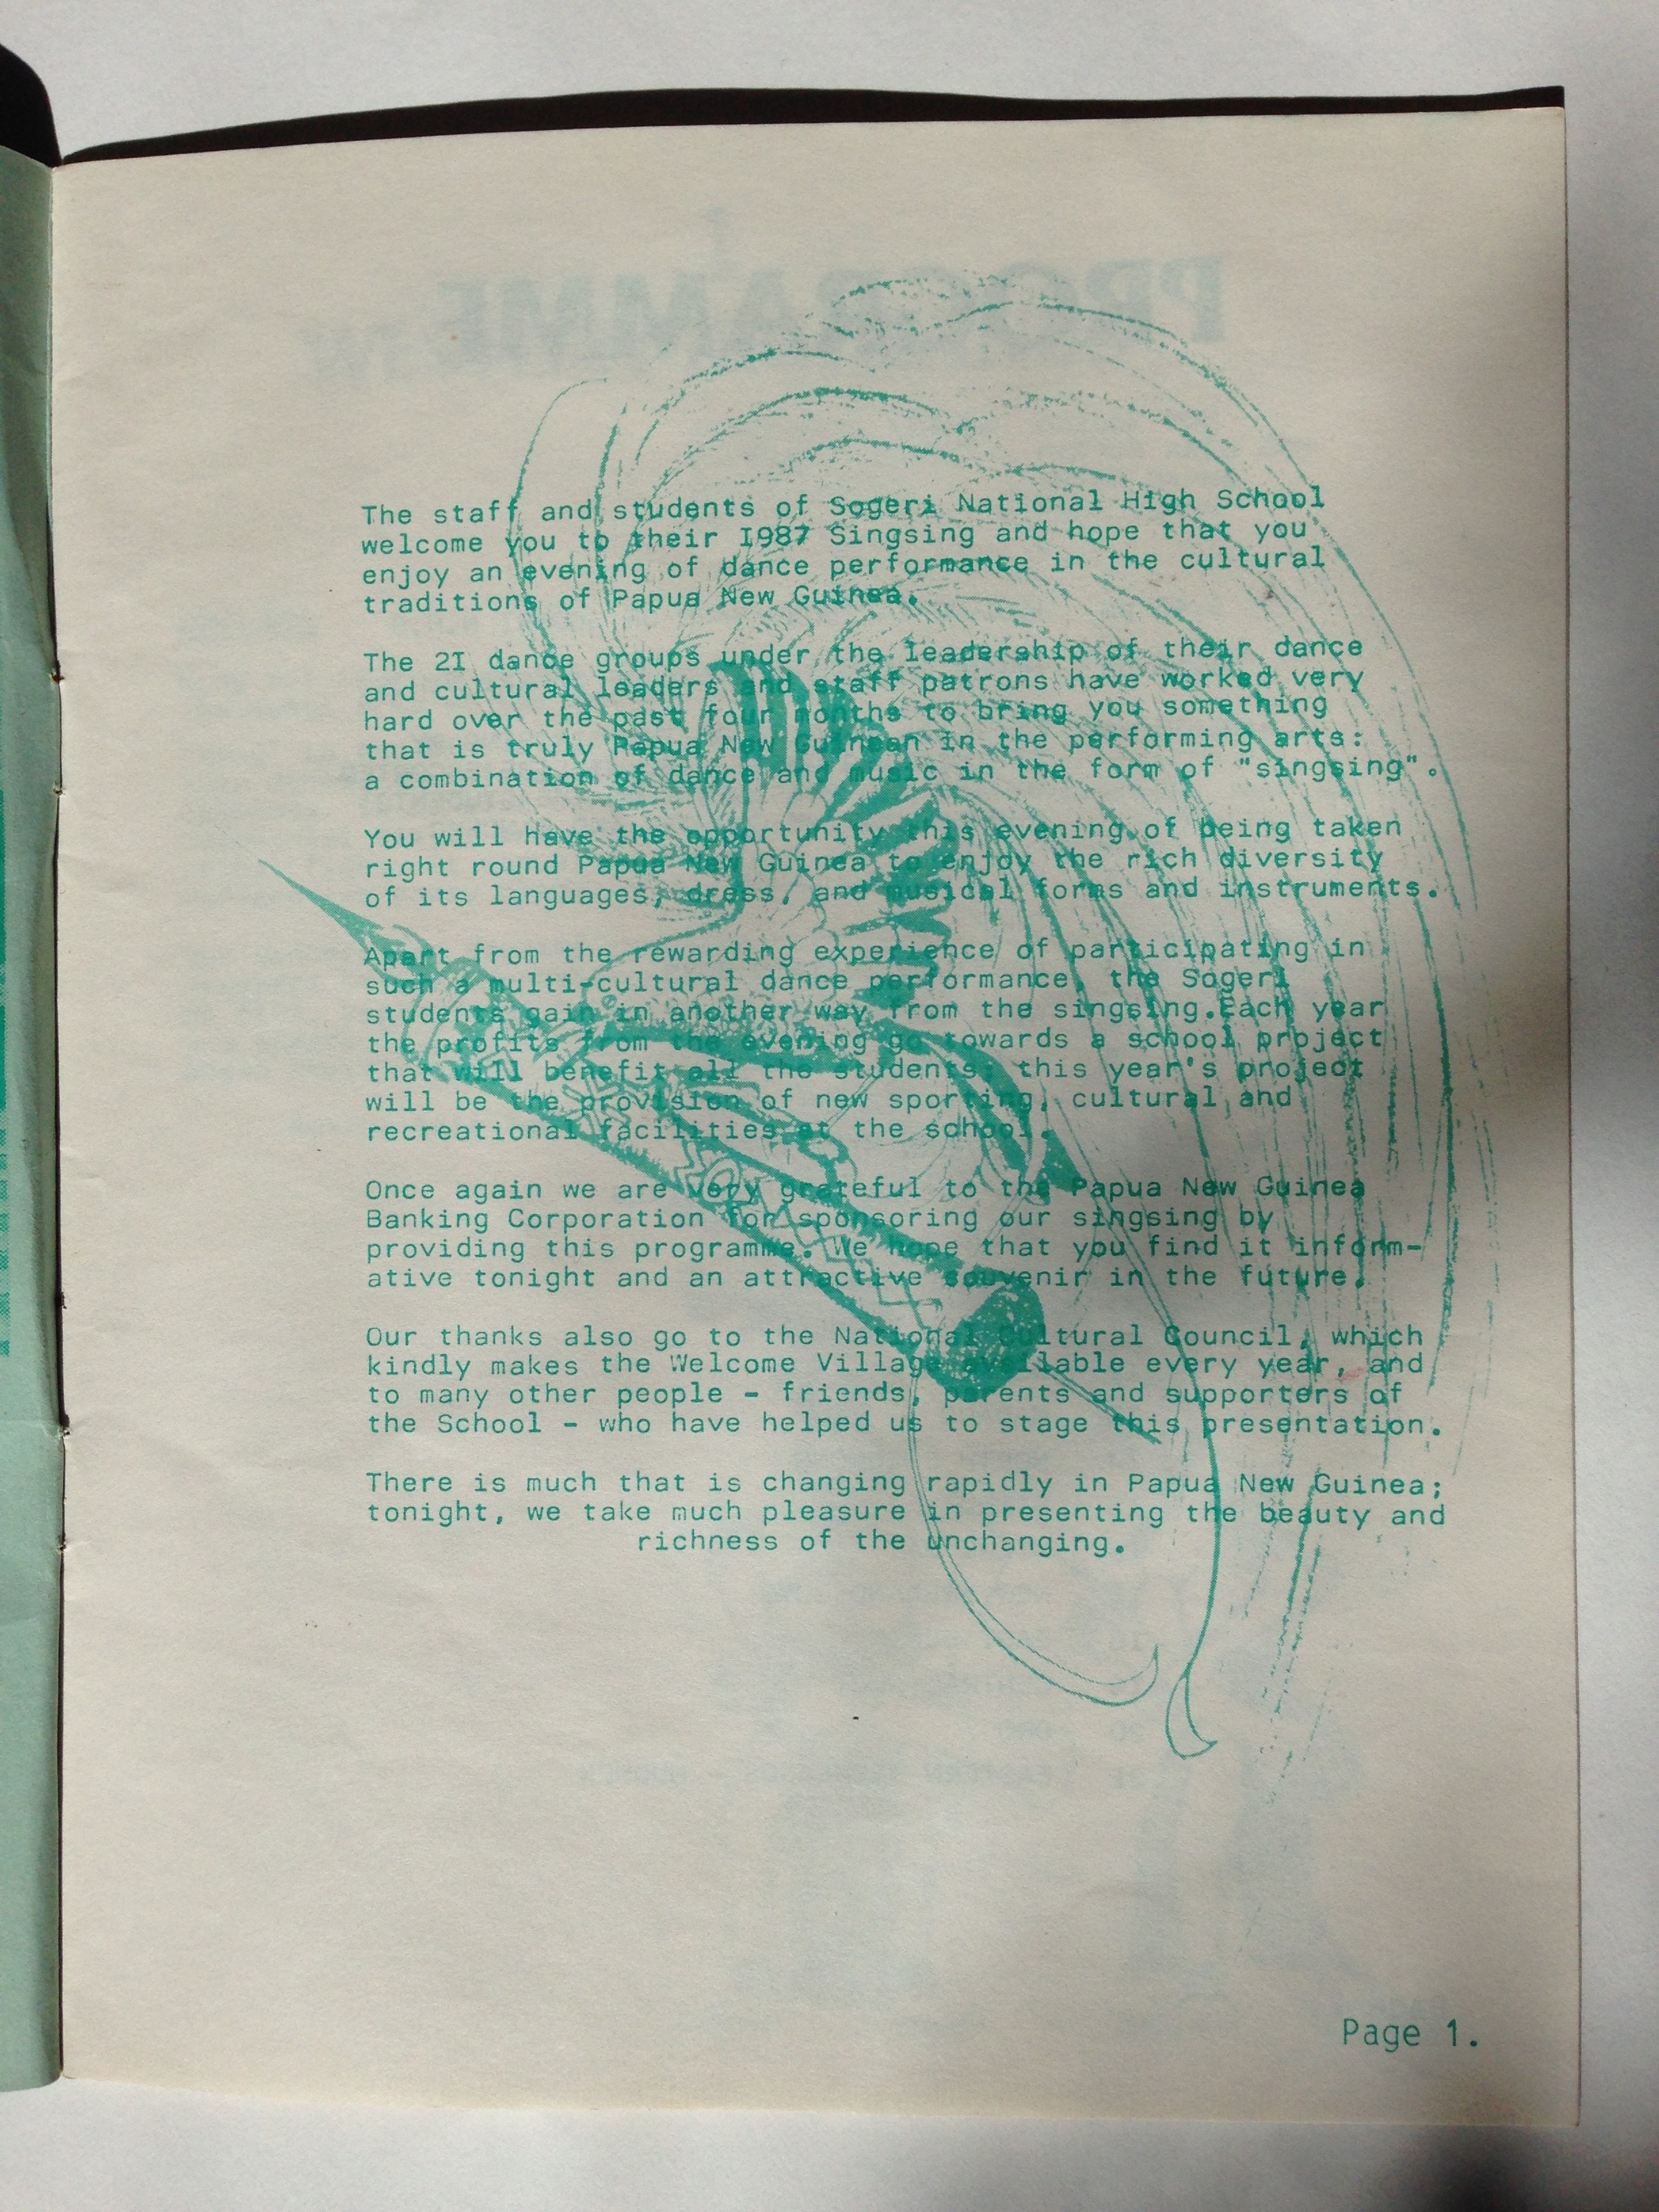 The staff and students of Sogeri National High School
welcome you to their I987 Singsing and hope that you
enjoy an evening of dance performance in the cultural
traditions of Papua New Guinea.
The 2I dance groups under the leadership of their dance
and cultural leaders and staff patrons have worked very
hard over the past four months to bring you something
that is truly Papua New Guinean in the performing arts:
a combination of dance and music in the form of "singsing".
You will have the opportunity this evening of being taken
right round Papua New Guinea to enjoy the rich diversity
of its languages, dress, and musical forms and instruments.
Apart from the rewarding experience of participating in
such a multi-cultural dance performance, the Sogeri
students gain in another way from the singsing.Each year
the profits from the evening go towards a school project
that will benefit all the students; this year's project
will be the provision of new sporting, cultural and
recreational facilities at the school.
Once again we are very grateful to the Papua New Guinea
Banking Corporation for sponsoring our singsing by
providing this programme. We hope that you find it inform-
ative tonight and an attractive souvenir in the future.
Our thanks also go to the National Cultural Council, which
kindly makes the Welcome Village available every year, and
to many other people - friends, parents and supporters of
the School - who have helped us to stage this presentation.
There is much that is changing rapidly in Papua New Guinea;
tonight, we take much pleasure in presenting the beauty and
richness of the unchanging.
Page 1.